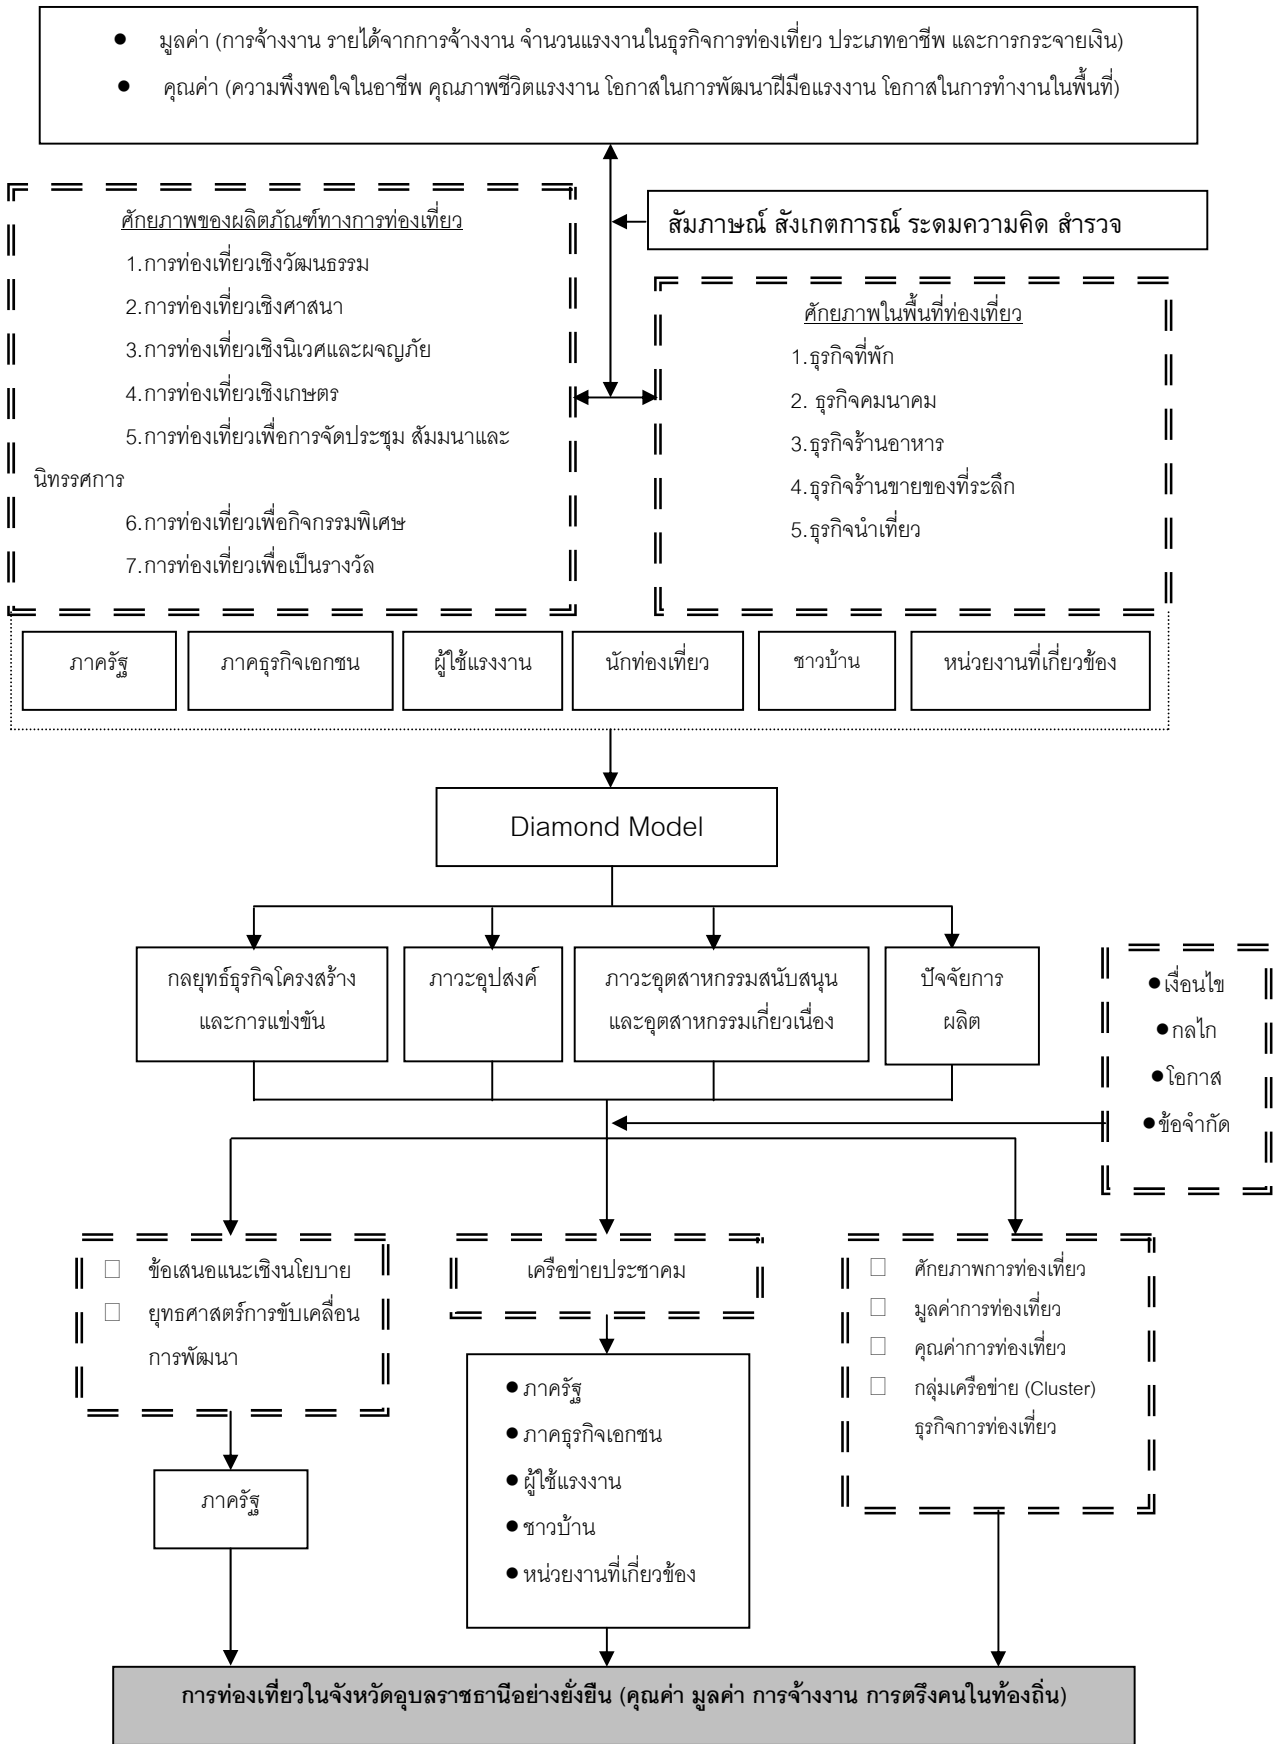 ● มูลค่า (การจ้างงาน รายได้จากการจ้างงาน จำนวนแรงงานในธุรกิจการท่องเที่ยว ประเภทอาชีพ และการกระจายเงิน)
● คุณค่า (ความพึงพอใจในอาชีพ คุณภาพชีวิตแรงงาน โอกาสในการพัฒนาฝีมือแรงงาน โอกาสในการทำงานในพื้นที่)
สัมภาษณ์ สังเกตการณ์ ระดมความคิด สำรวจ
ศักยภาพของผลิตภัณฑ์ทางการท่องเที่ยว
1.การท่องเที่ยวเชิงวัฒนธรรม
2.การท่องเที่ยวเชิงศาสนา
3.การท่องเที่ยวเชิงนิเวศและผจญภัย
4.การท่องเที่ยวเชิงเกษตร
5.การท่องเที่ยวเพื่อการจัดประชุม สัมมนาและ
นิทรรศการ
6.การท่องเที่ยวเพื่อกิจกรรมพิเศษ
7.การท่องเที่ยวเพื่อเป็นรางวัล
ศักยภาพในพื้นที่ท่องเที่ยว
1.ธุรกิจที่พัก
2. ธุรกิจคมนาคม
3.ธุรกิจร้านอาหาร
4.ธุรกิจร้านขายของที่ระลึก
5.ธุรกิจนำเที่ยว
ภาครัฐ
ภาคธุรกิจเอกชน
ผู้ใช้แรงงาน
นักท่องเที่ยว
ชาวบ้าน
หน่วยงานที่เกี่ยวข้อง
Diamond Model
กลยุทธ์ธุรกิจโครงสร้าง
และการแข่งขัน
ภาวะอุปสงค์
ภาวะอุตสาหกรรมสนับสนุน
และอุตสาหกรรมเกี่ยวเนื่อง
ปัจจัยการ
ผลิต
●เงื่อนไข
●กลไก
●โอกาส
●ข้อจำกัด
□ ข้อเสนอแนะเชิงนโยบาย
□ ยุทธศาสตร์การขับเคลื่อน
การพัฒนา
ภาครัฐ
เครือข่ายประชาคม
●ภาครัฐ
●ภาคธุรกิจเอกชน
●ผู้ใช้แรงงาน
●ชาวบ้าน
●หน่วยงานที่เกี่ยวข้อง
□ ศักยภาพการท่องเที่ยว
□ มูลค่าการท่องเที่ยว
□ คุณค่าการท่องเที่ยว
□ กลุ่มเครือข่าย (Cluster)
ธุรกิจการท่องเที่ยว
การท่องเที่ยวในจังหวัดอุบลราชธานีอย่างยั่งยืน (คุณค่า มูลค่า การจ้างงาน การตรึงคนในท้องถิ่น)